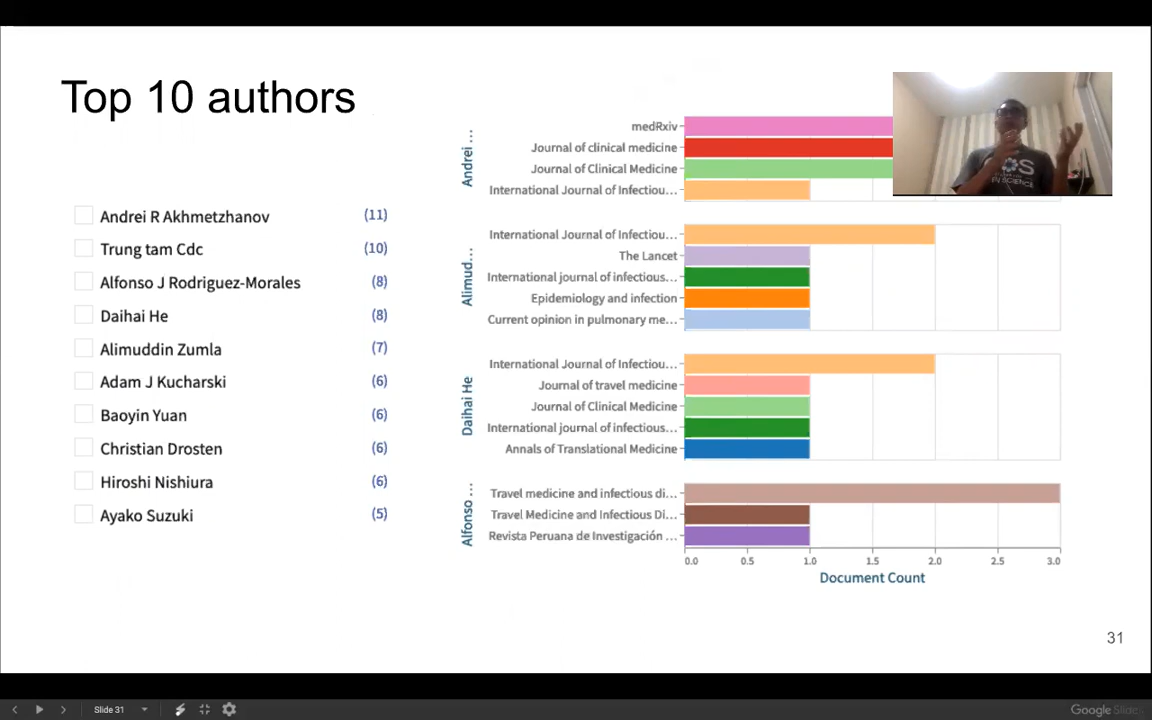 Top 10 authors
Andrei R Akhmetzhanov (11)
Trung tam Cdc (10)
Alfonso J Rodriguez-Morales (8)
Daihai He (8)
Alimuddin Zumla (7)
Adam J Kucharski (6)
Baoyin Yuan (6)
Christian Drosten (6)
Hiroshi Nishiura (6)
Ayako Suzuki (5)
Andrei ...
medRxiv
Journal of clinical medicine
Journal of Clinical Medicine
International Journal of Infectiou...
Alimud...
International Journal of Infectiou...
The Lancet
International journal of infectious...
Epidemiology and infection
Current opinion in pulmonary me...
Daihai He
International Journal of Infectiou...
Journal of travel medicine
Journal of Clinical Medicine
International journal of infectious...
Annals of Translational Medicine
Alfonso ...
Travel medicine and infectious di...
Travel Medicine and Infectious Di...
Revista Peruana de Investigación ...
0.0 0.5 1.0 1.5 2.0 2.5 3.0
Document Count
IN SCIENCE
31
Slide 31
Google Slides